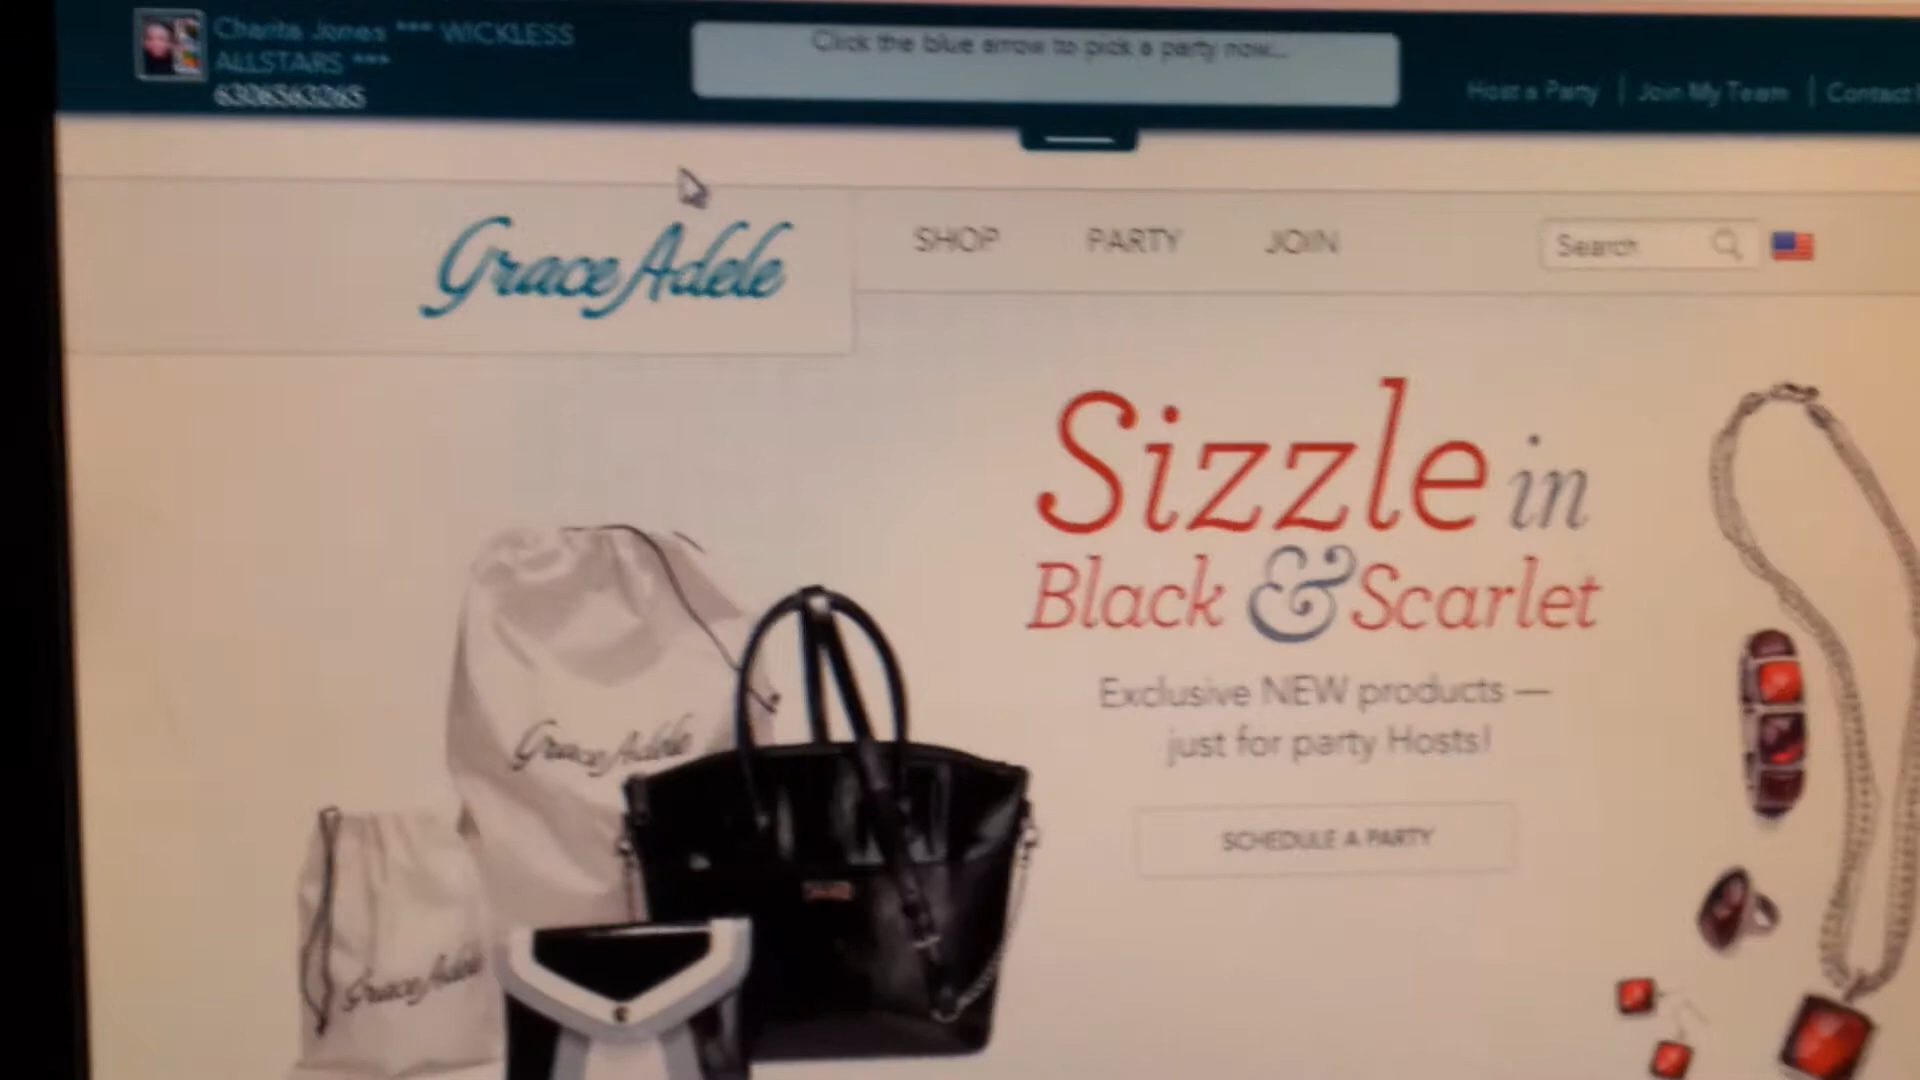 Charita Jones *** WICKLESS
ALLSTARS ***
6306563265
Click the blue arrow to pick a party now...
Host a Party
Join My Team
Contact
Grace Adele
SHOP
PARTY
JOIN
Search
Sizzle in
Black & Scarlet
Exclusive NEW products —
just for party Hosts!
SCHEDULE A PARTY
Grace Adele
Grace Adele